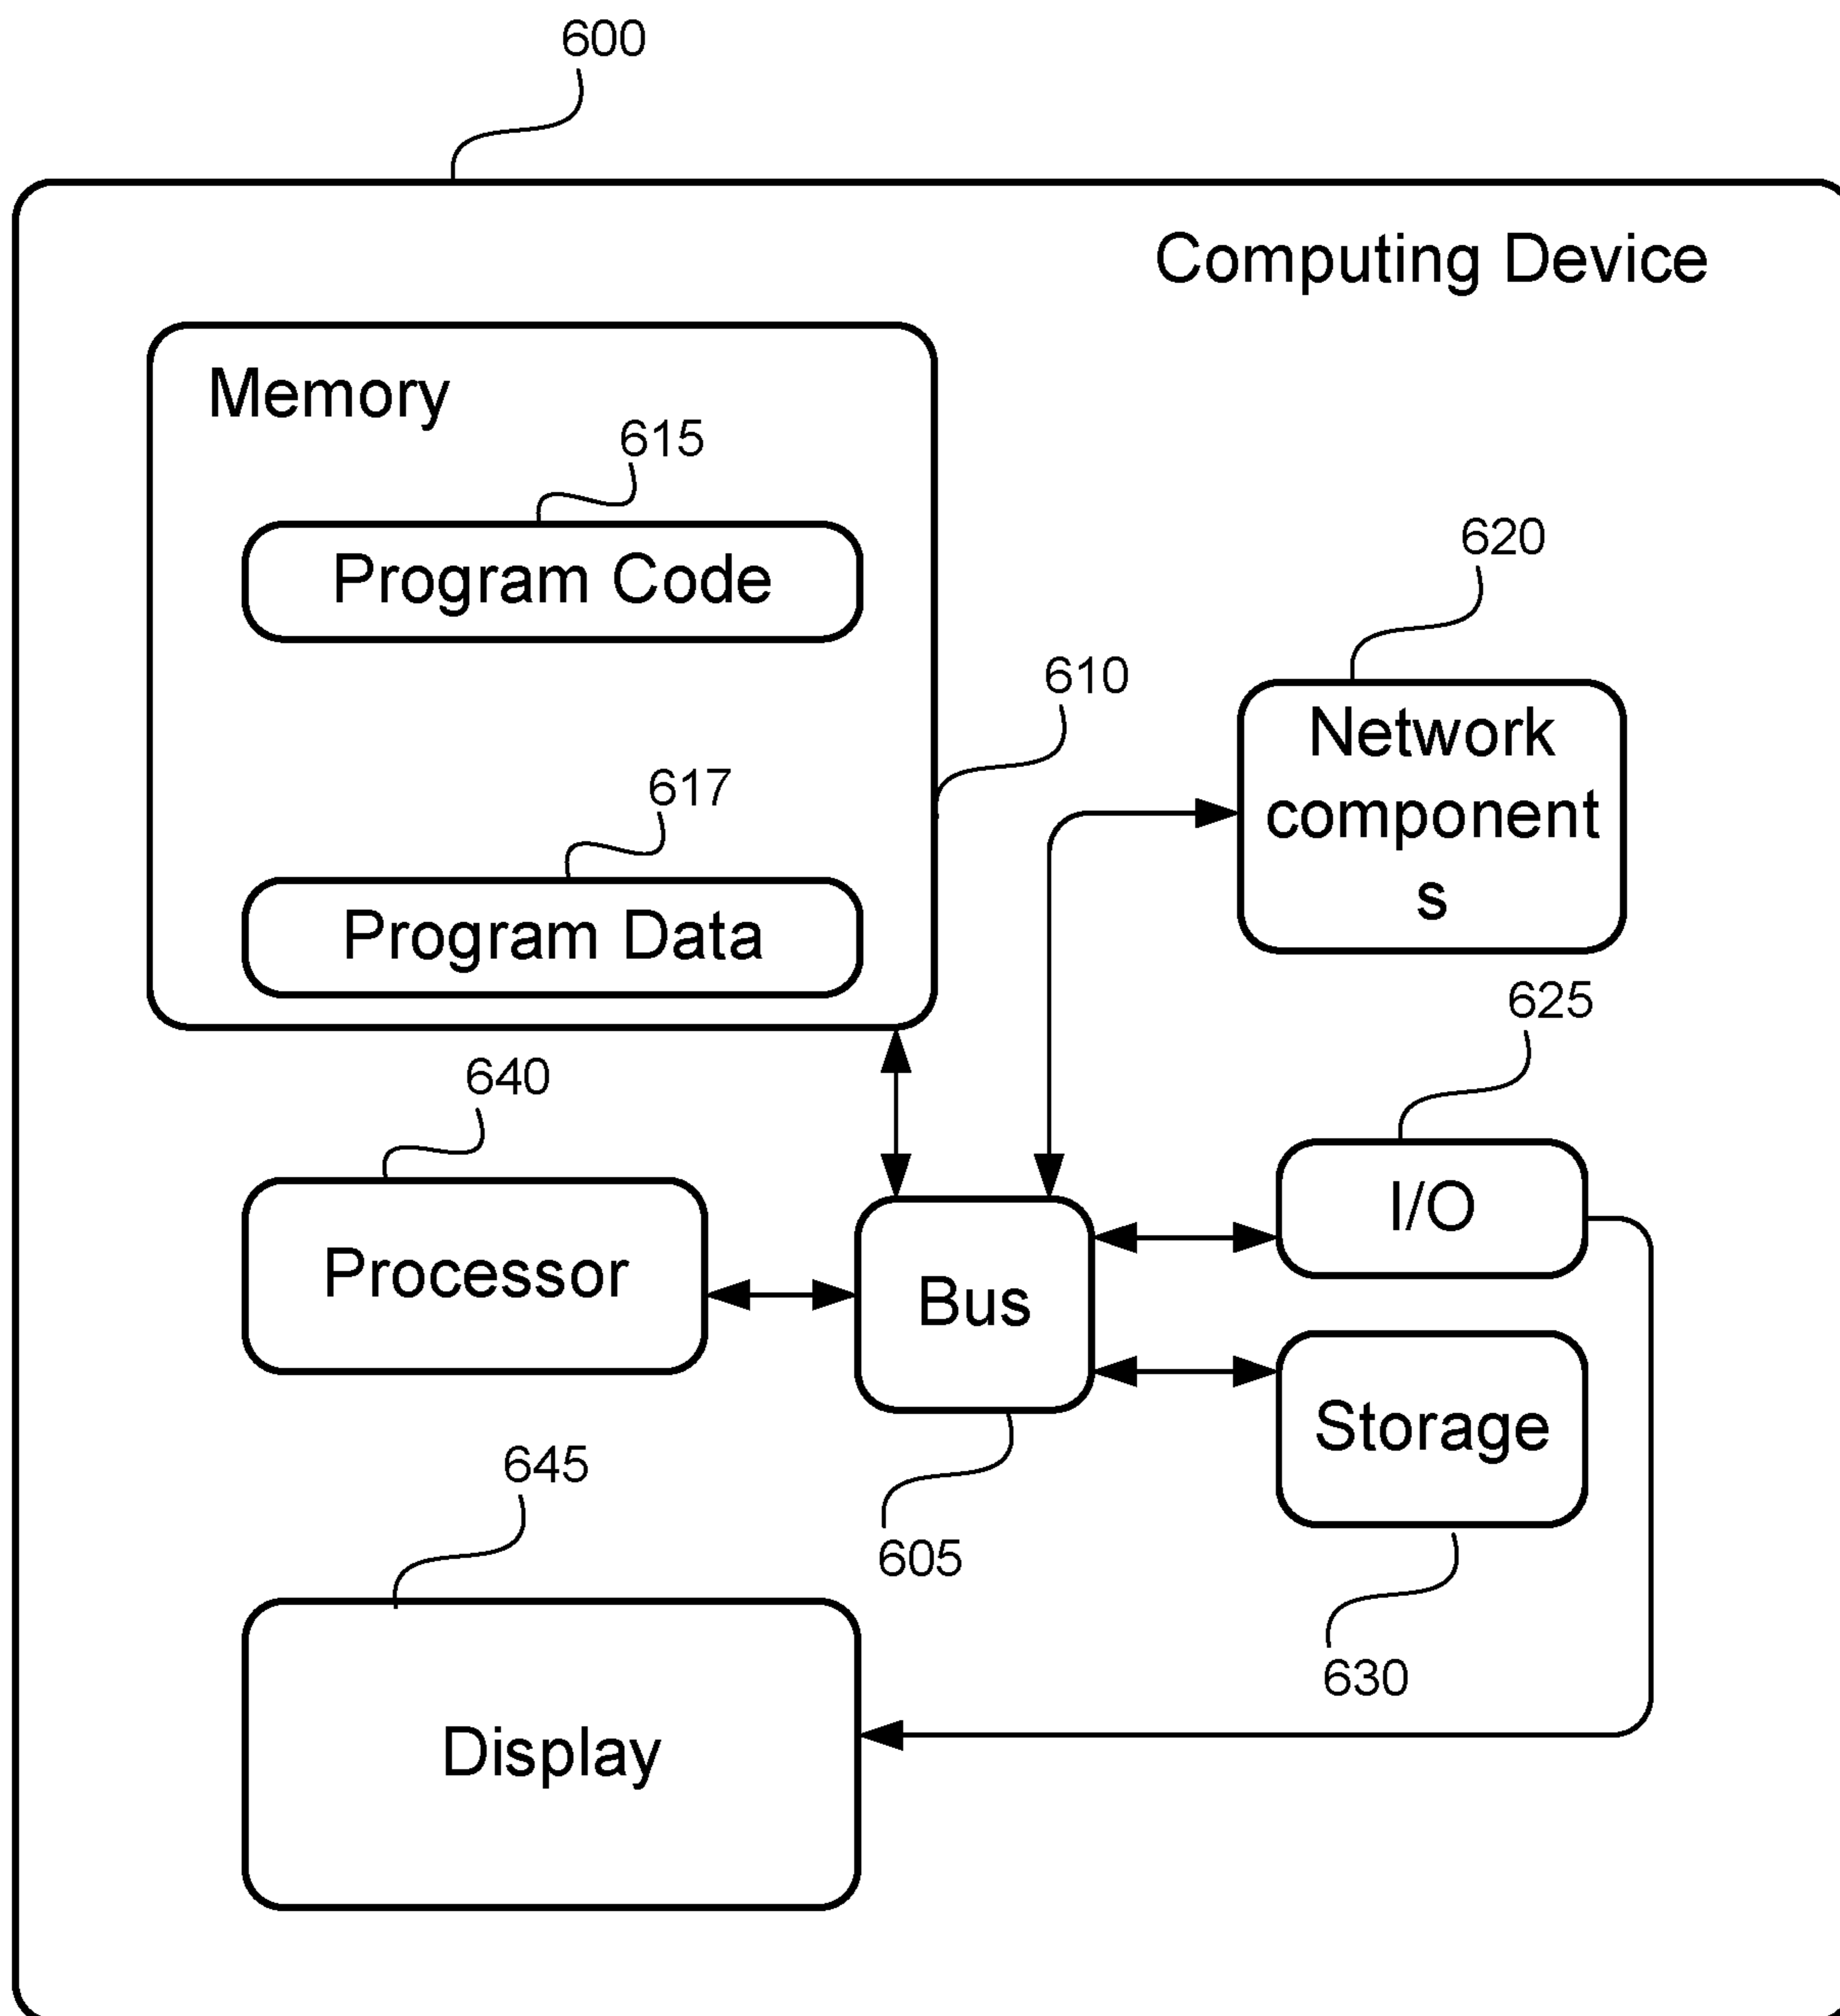 600
Computing Device
Memory
615
Program Code
620
610
Network
component
s
617
Program Data
625
640
I/O
Processor
Bus
Storage
645
605
630
Display